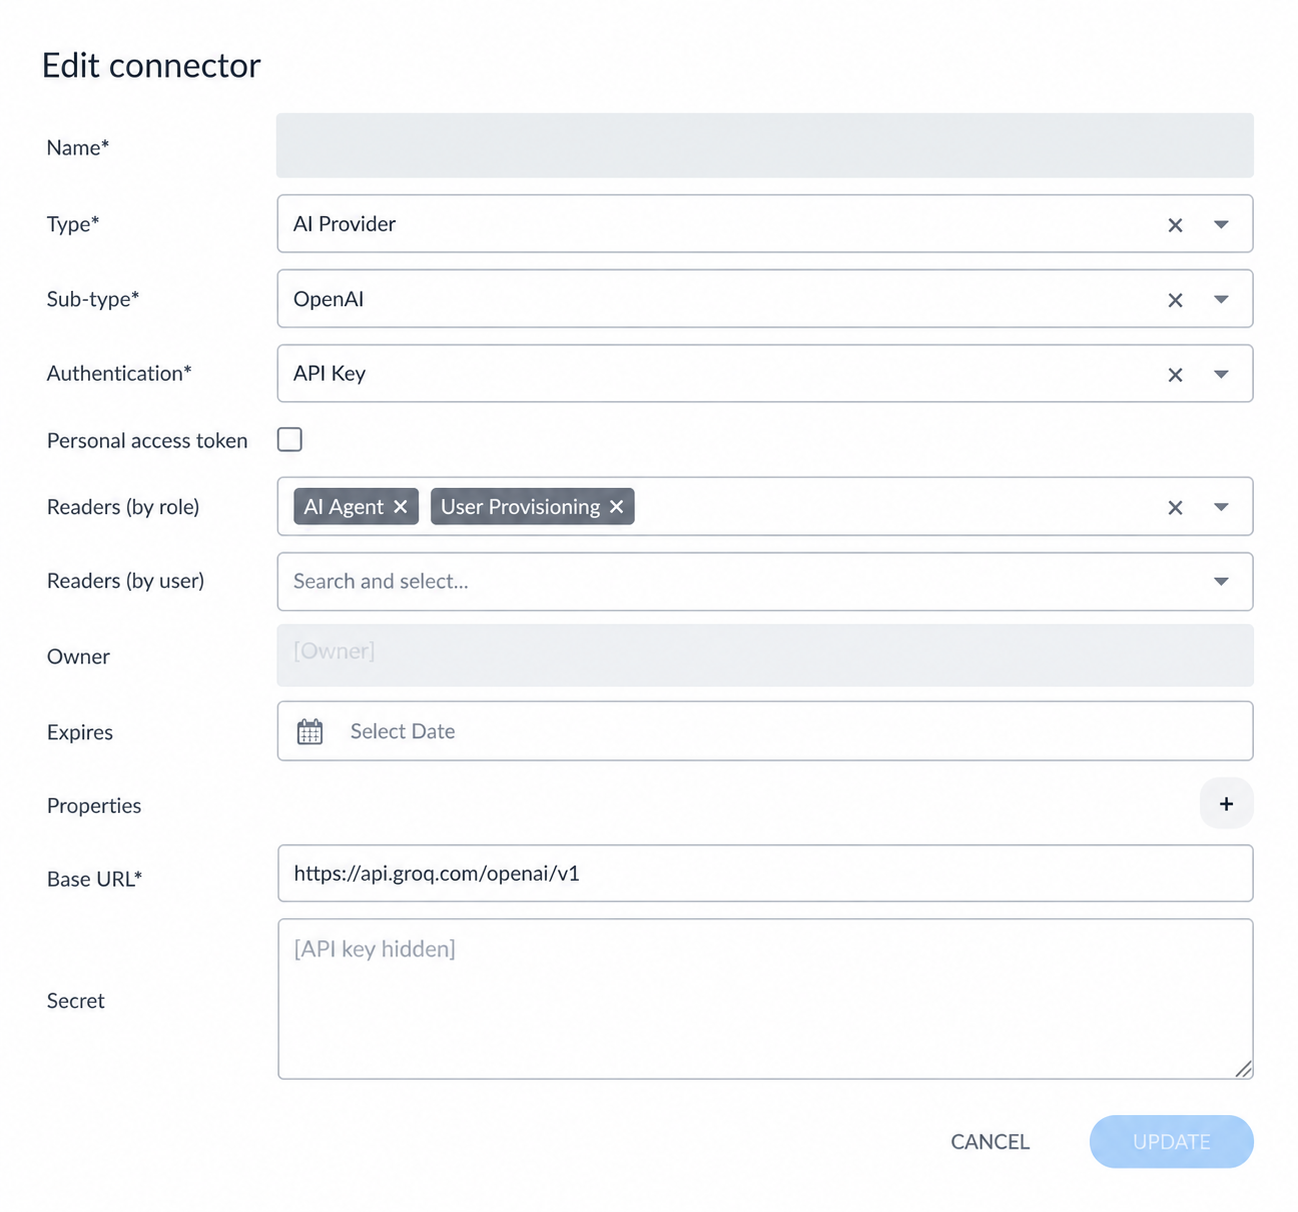 Edit connector
Name*
Type* AI Provider
Sub-type* OpenAI
Authentication* API Key
Personal access token
Readers (by role) AI Agent User Provisioning
Readers (by user) Search and select...
Owner [Owner]
Expires Select Date
Properties +
Base URL* https://api.groq.com/openai/v1
Secret [API key hidden]
CANCEL UPDATE